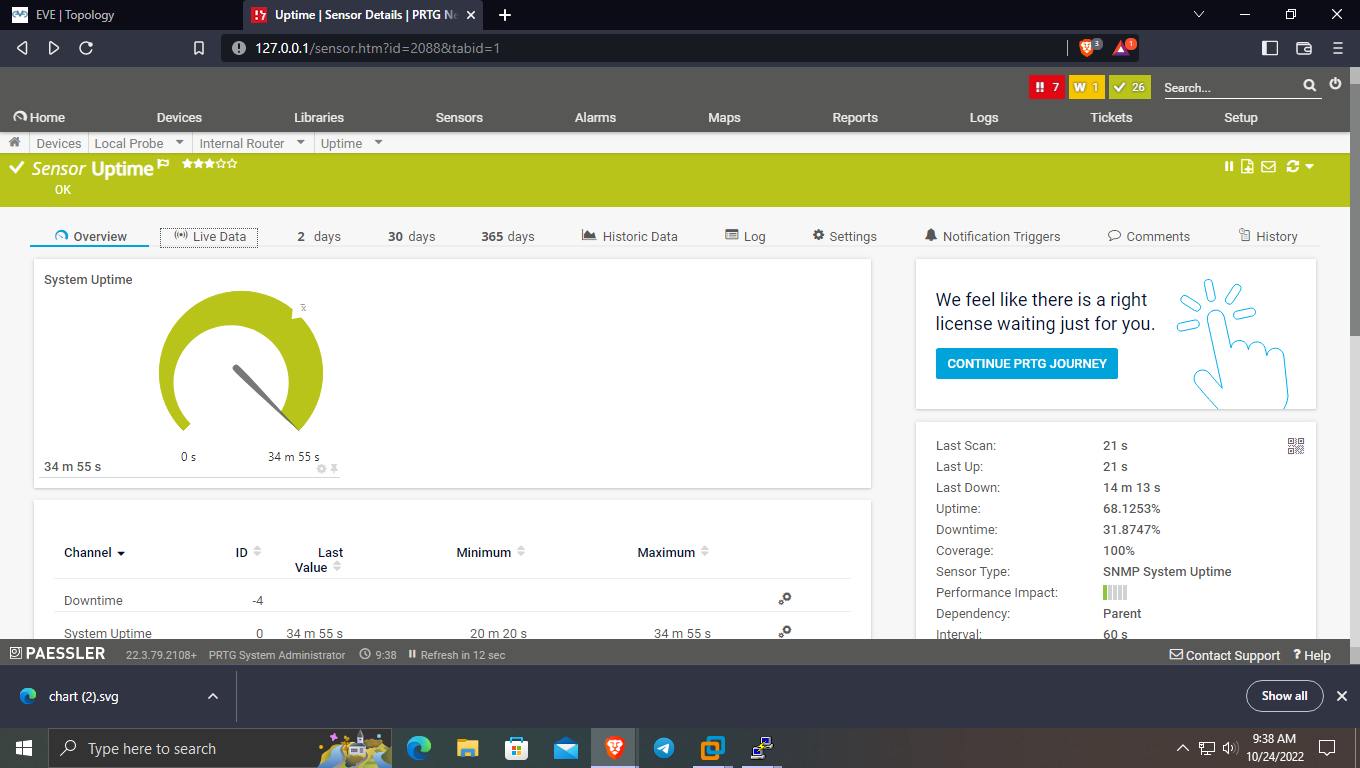 EVE | Topology
Uptime | Sensor Details | PRTG Ne
127.0.0.1/sensor.htm?id=2088&tabid=1
3
1
7
W 1
26
Search...
Home Devices Libraries Sensors Alarms Maps Reports Logs Tickets Setup
Devices Local Probe Internal Router Uptime
Sensor Uptime
OK
Overview Live Data 2 days 30 days 365 days Historic Data Log Settings Notification Triggers Comments History
System Uptime
x
0 s 34 m 55 s
34 m 55 s
We feel like there is a right
license waiting just for you.
CONTINUE PRTG JOURNEY
Channel ID Last Value Minimum Maximum
Downtime -4
System Uptime 0 34 m 55 s 20 m 20 s 34 m 55 s
Last Scan: 21 s
Last Up: 21 s
Last Down: 14 m 13 s
Uptime: 68.1253%
Downtime: 31.8747%
Coverage: 100%
Sensor Type: SNMP System Uptime
Performance Impact:
Dependency: Parent
Interval: 60 s
PAESSLER 22.3.79.2108+ PRTG System Administrator 9:38 Refresh in 12 sec Contact Support ? Help
chart (2).svg
Show all
Type here to search
9:38 AM
10/24/2022